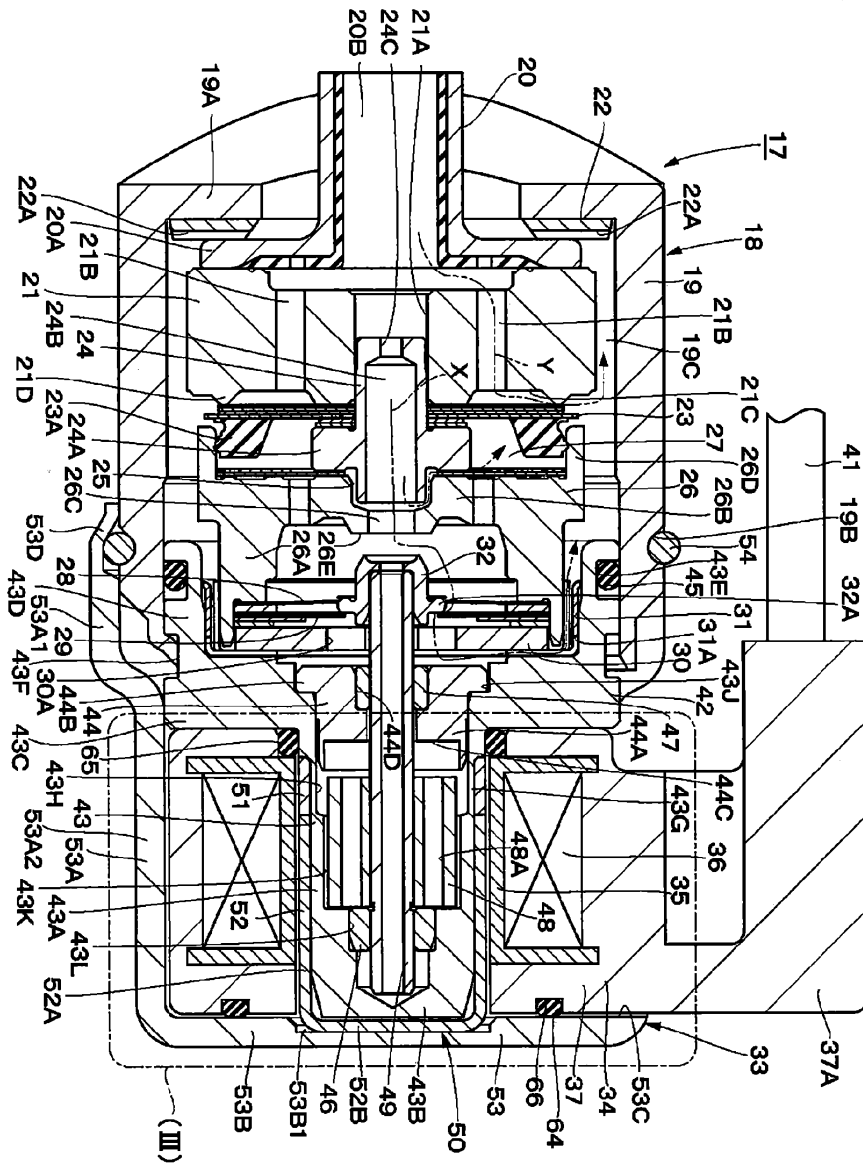 20B
24C
21A
20
19A
22
17
22A
18
22A
20A
21B
21
24B
24
21D
23A
24A
19
21B
19C
X
Y
21C
23
27
26D
41
25
26C
26
26B
53D
26A
26E
32
19B
54
43E
45
32A
28
43D
53A1
29
43F
30A
44B
44
43C
65
31
31A
30
43J
42
47
44A
44D
44C
43H
43
51
43G
36
48A
35
48
53A2
53A
43K
43A
52
43L
52A
37A
34
37
53C
33
64
66
53
50
43B
49
52B
46
53B1
53B
(III)